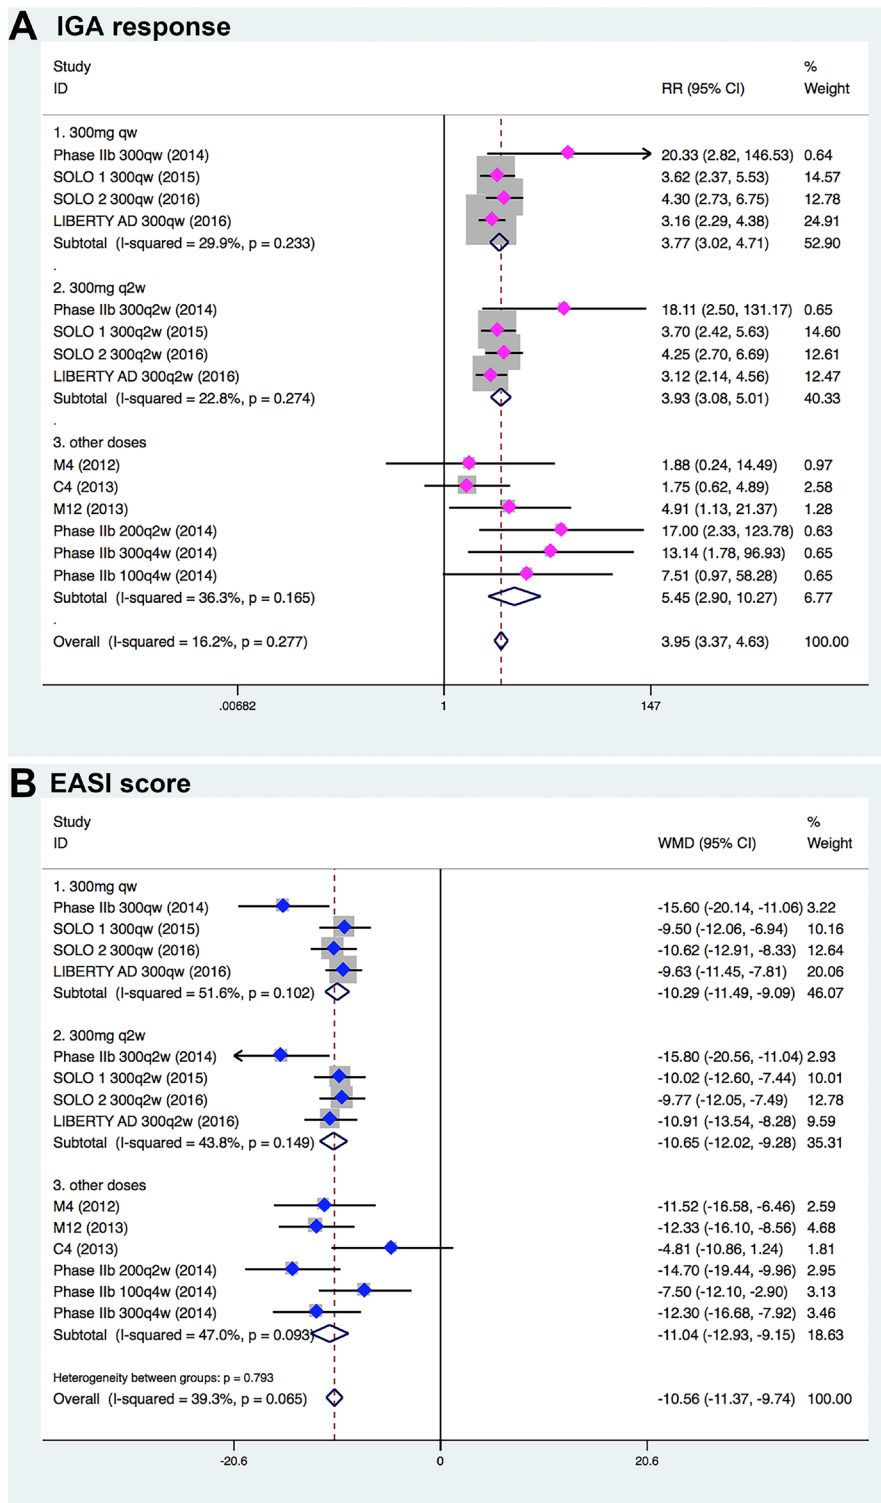 A IGA response
Study %
ID RR (95% CI) Weight
1. 300mg qw
Phase IIb 300qw (2014) 20.33 (2.82, 146.53) 0.64
SOLO 1 300qw (2015) 3.62 (2.37, 5.53) 14.57
SOLO 2 300qw (2016) 4.30 (2.73, 6.75) 12.78
LIBERTY AD 300qw (2016) 3.16 (2.29, 4.38) 24.91
Subtotal (I-squared = 29.9%, p = 0.233) 3.77 (3.02, 4.71) 52.90
.
2. 300mg q2w
Phase IIb 300q2w (2014) 18.11 (2.50, 131.17) 0.65
SOLO 1 300q2w (2015) 3.70 (2.42, 5.63) 14.60
SOLO 2 300q2w (2016) 4.25 (2.70, 6.69) 12.61
LIBERTY AD 300q2w (2016) 3.12 (2.14, 4.56) 12.47
Subtotal (I-squared = 22.8%, p = 0.274) 3.93 (3.08, 5.01) 40.33
.
3. other doses
M4 (2012) 1.88 (0.24, 14.49) 0.97
C4 (2013) 1.75 (0.62, 4.89) 2.58
M12 (2013) 4.91 (1.13, 21.37) 1.28
Phase IIb 200q2w (2014) 17.00 (2.33, 123.78) 0.63
Phase IIb 300q4w (2014) 13.14 (1.78, 96.93) 0.65
Phase IIb 100q4w (2014) 7.51 (0.97, 58.28) 0.65
Subtotal (I-squared = 36.3%, p = 0.165) 5.45 (2.90, 10.27) 6.77
.
Overall (I-squared = 16.2%, p = 0.277) 3.95 (3.37, 4.63) 100.00
.00682 1 147
B EASI score
Study %
ID WMD (95% CI) Weight
1. 300mg qw
Phase IIb 300qw (2014) -15.60 (-20.14, -11.06) 3.22
SOLO 1 300qw (2015) -9.50 (-12.06, -6.94) 10.16
SOLO 2 300qw (2016) -10.62 (-12.91, -8.33) 12.64
LIBERTY AD 300qw (2016) -9.63 (-11.45, -7.81) 20.06
Subtotal (I-squared = 51.6%, p = 0.102) -10.29 (-11.49, -9.09) 46.07
2. 300mg q2w
Phase IIb 300q2w (2014) -15.80 (-20.56, -11.04) 2.93
SOLO 1 300q2w (2015) -10.02 (-12.60, -7.44) 10.01
SOLO 2 300q2w (2016) -9.77 (-12.05, -7.49) 12.78
LIBERTY AD 300q2w (2016) -10.91 (-13.54, -8.28) 9.59
Subtotal (I-squared = 43.8%, p = 0.149) -10.65 (-12.02, -9.28) 35.31
3. other doses
M4 (2012) -11.52 (-16.58, -6.46) 2.59
M12 (2013) -12.33 (-16.10, -8.56) 4.68
C4 (2013) -4.81 (-10.86, 1.24) 1.81
Phase IIb 200q2w (2014) -14.70 (-19.44, -9.96) 2.95
Phase IIb 100q4w (2014) -7.50 (-12.10, -2.90) 3.13
Phase IIb 300q4w (2014) -12.30 (-16.68, -7.92) 3.46
Subtotal (I-squared = 47.0%, p = 0.093) -11.04 (-12.93, -9.15) 18.63
Heterogeneity between groups: p = 0.793
Overall (I-squared = 39.3%, p = 0.065) -10.56 (-11.37, -9.74) 100.00
-20.6 0 20.6